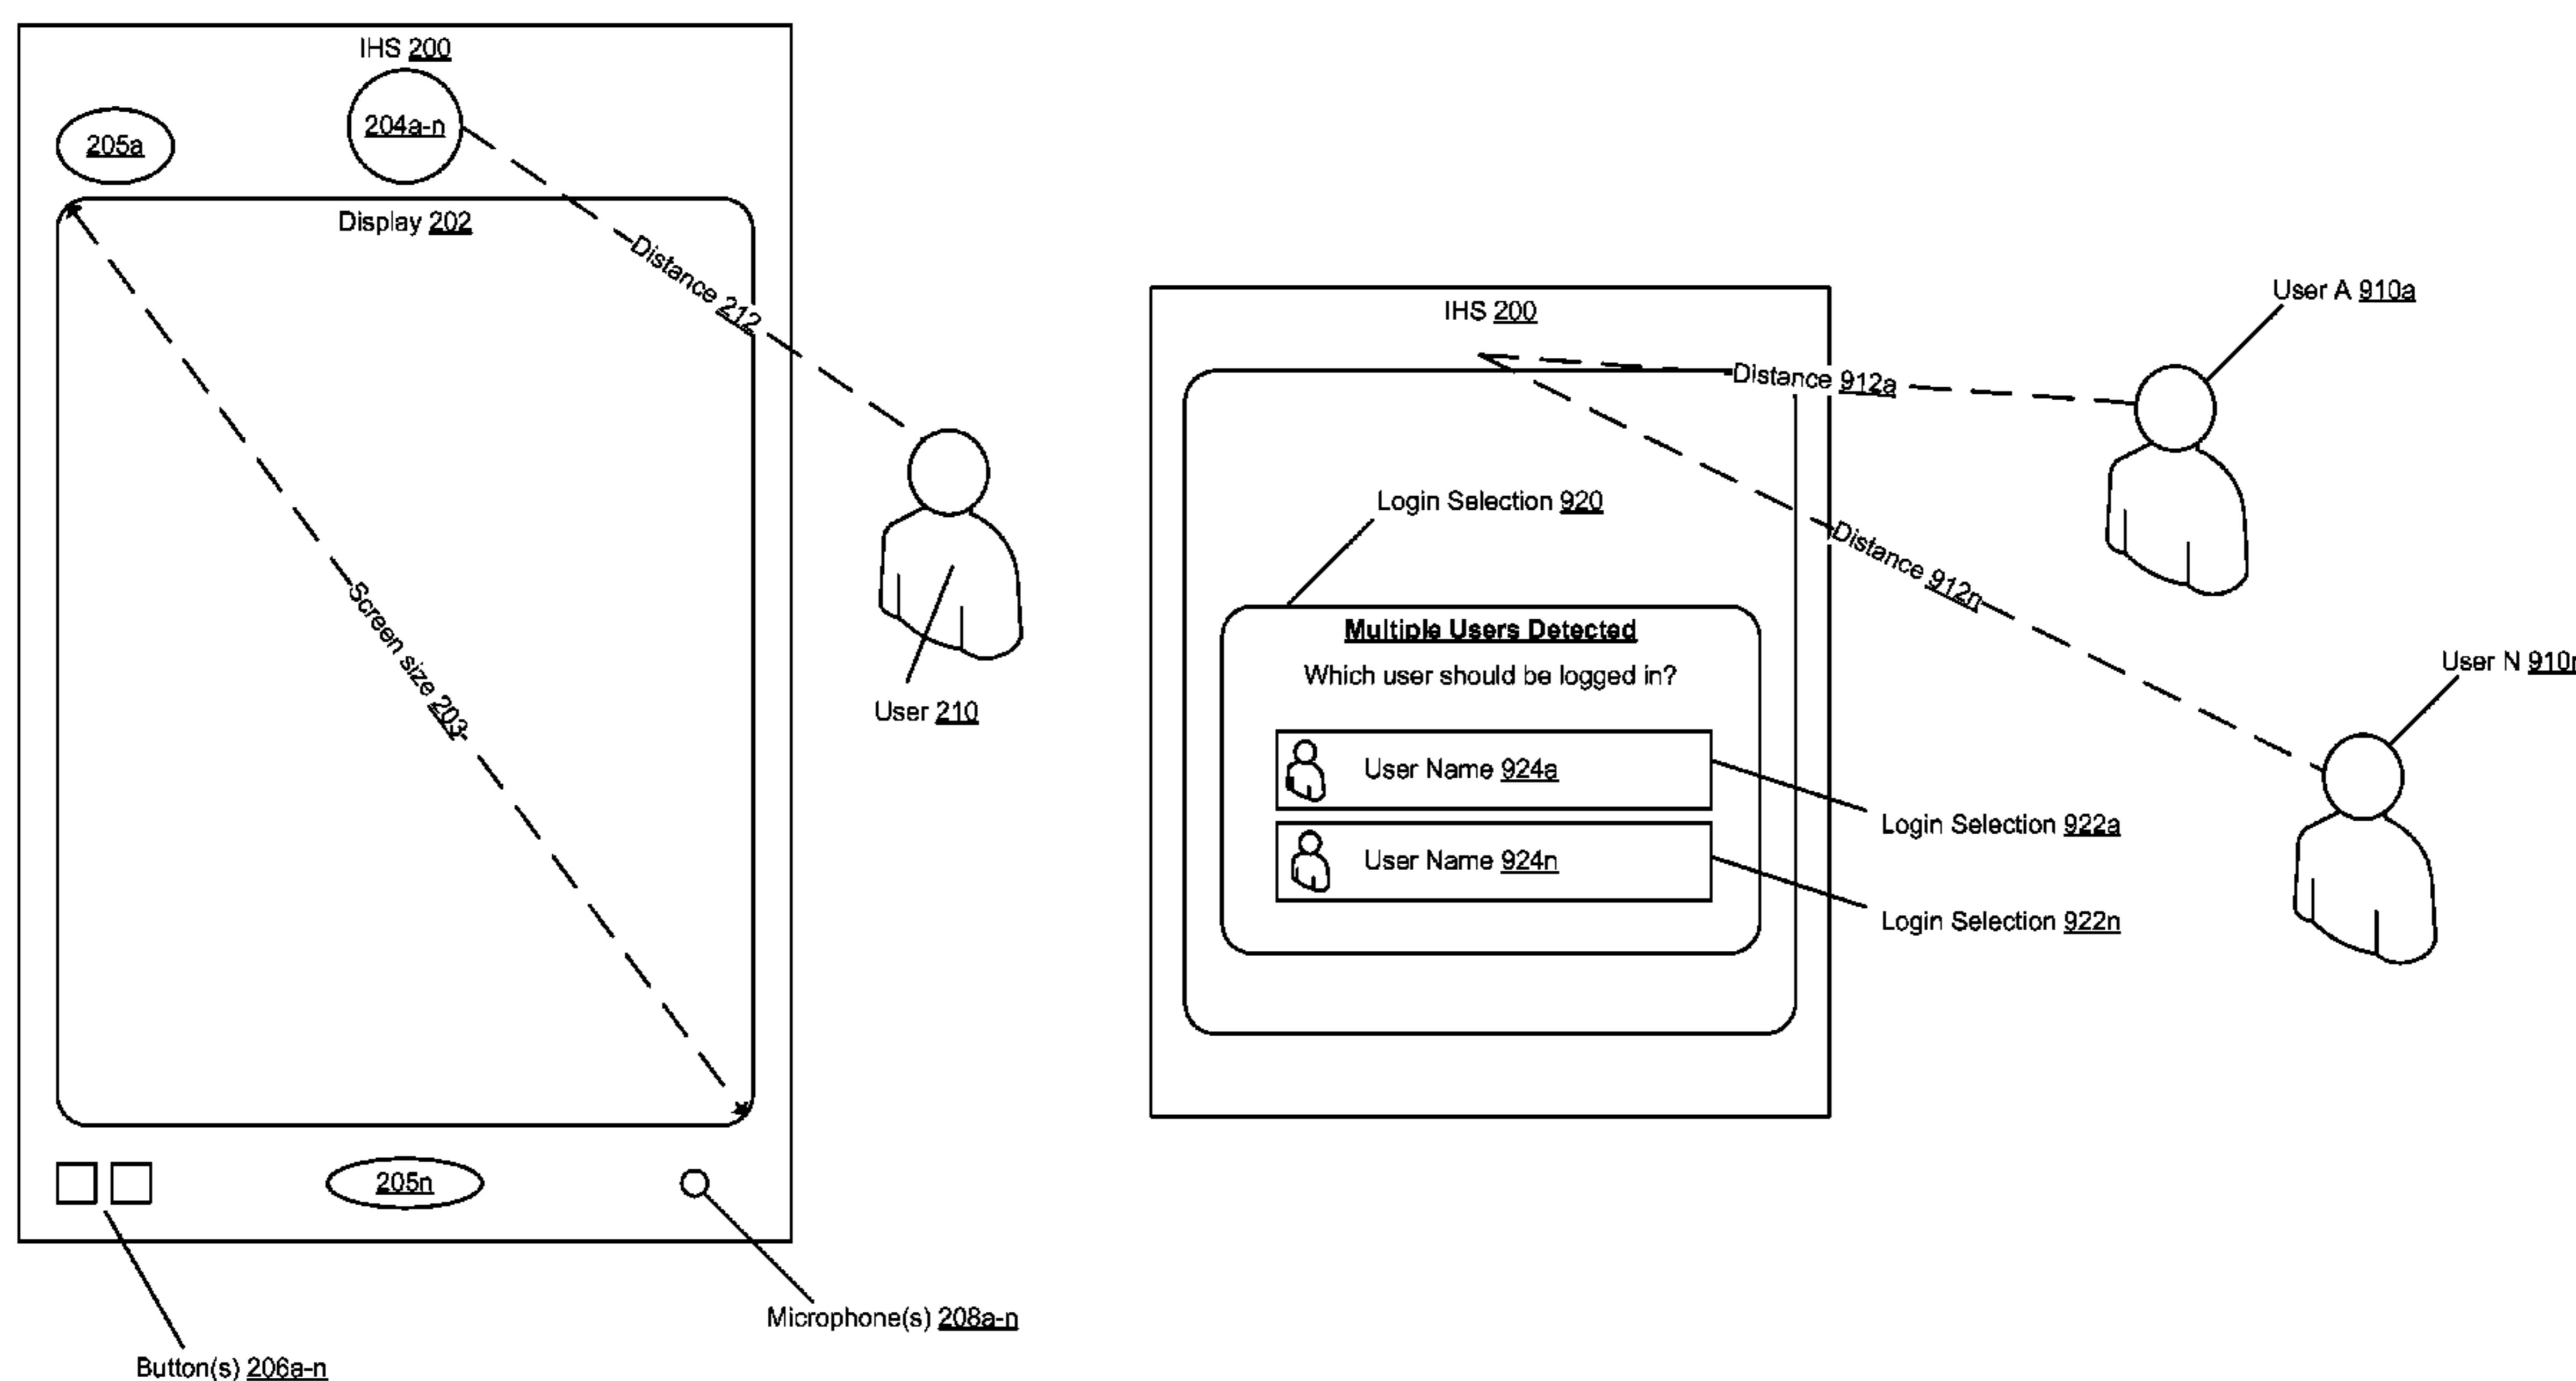 IHS 200
204a-n
205a
Display 202
Distance 212
Screen size 203
User 210
205n
Microphone(s) 208a-n
Button(s) 206a-n
IHS 200
User A 910a
Distance 912a
Login Selection 920
Distance 912n
Multiple Users Detected
Which user should be logged in?
User N 910n
User Name 924a
Login Selection 922a
User Name 924n
Login Selection 922n